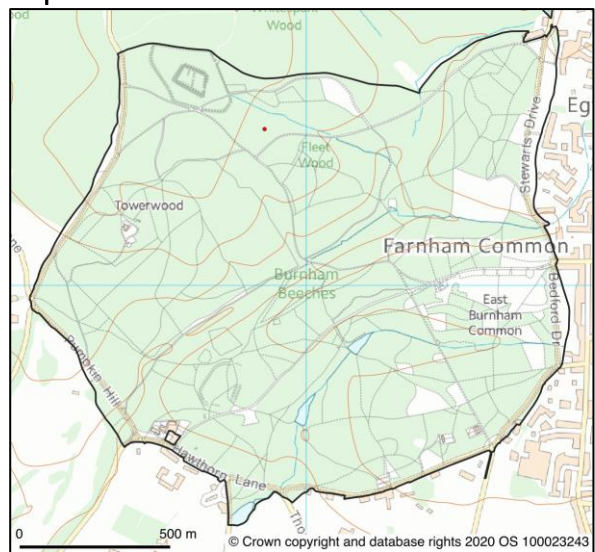 Wood
Stewarts Drive
Eg
Fleet
Wood
Towerwood
Farnham Common
Burnham
Beeches
East
Burnham
Common
Bedford Dr
Pumpkin Hill
Hawthorn Lane
Tho
0
500 m
© Crown copyright and database rights 2020 OS 100023243